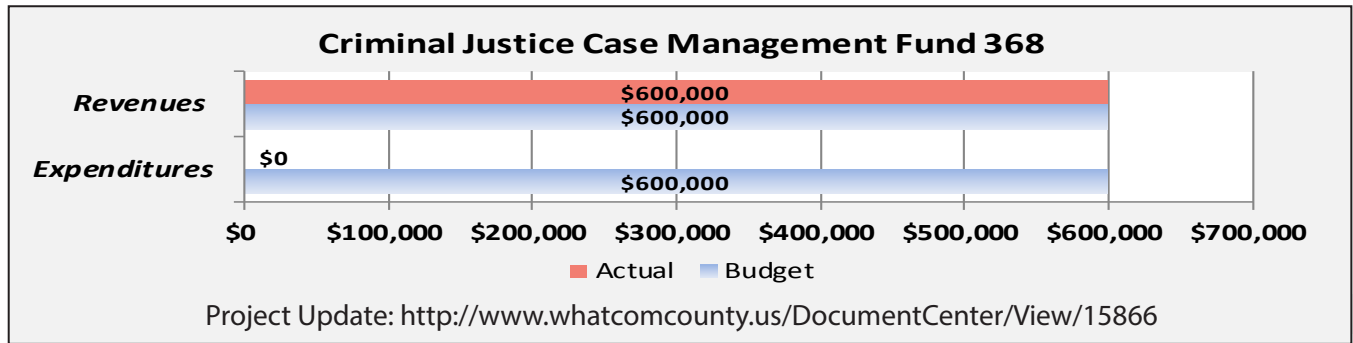 Criminal Justice Case Management Fund 368
Revenues
$600,000
$600,000
Expenditures
$0
$600,000
$0 $100,000 $200,000 $300,000 $400,000 $500,000 $600,000 $700,000
Actual Budget
Project Update: http://www.whatcomcounty.us/DocumentCenter/View/15866